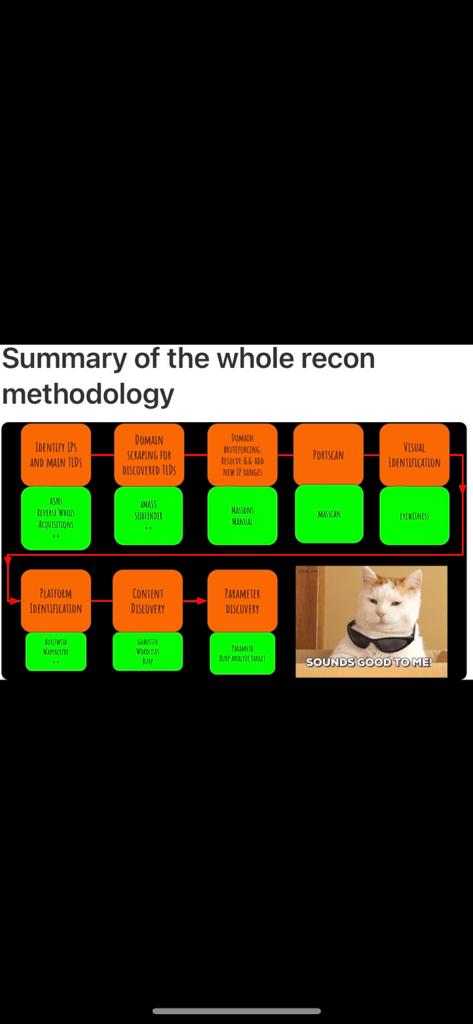 Summary of the whole recon
methodology
IDENTIFY IPS
AND MAIN TLDS
ASNS
REVERSE WHOIS
ACQUISITIONS
..
DOMAIN
SCRAPING FOR
DISCOVERED TLDS
AMASS
SUBFINDER
..
DOMAIN
BRUTEFORCING,
RESOLVE && ADD
NEW IP RANGES
MASSDNS
MANUAL
PORTSCAN
MASSCAN
VISUAL
IDENTIFICATION
EYEWITNESS
PLATFORM
IDENTIFICATION
BUILTWITH
WAPPALYZER
..
CONTENT
DISCOVERY
GOBUSTER
WORDLISTS
BURP
PARAMETER
DISCOVERY
PARAMETH
BURP ANALYZE TARGET
SOUNDS GOOD TO ME!